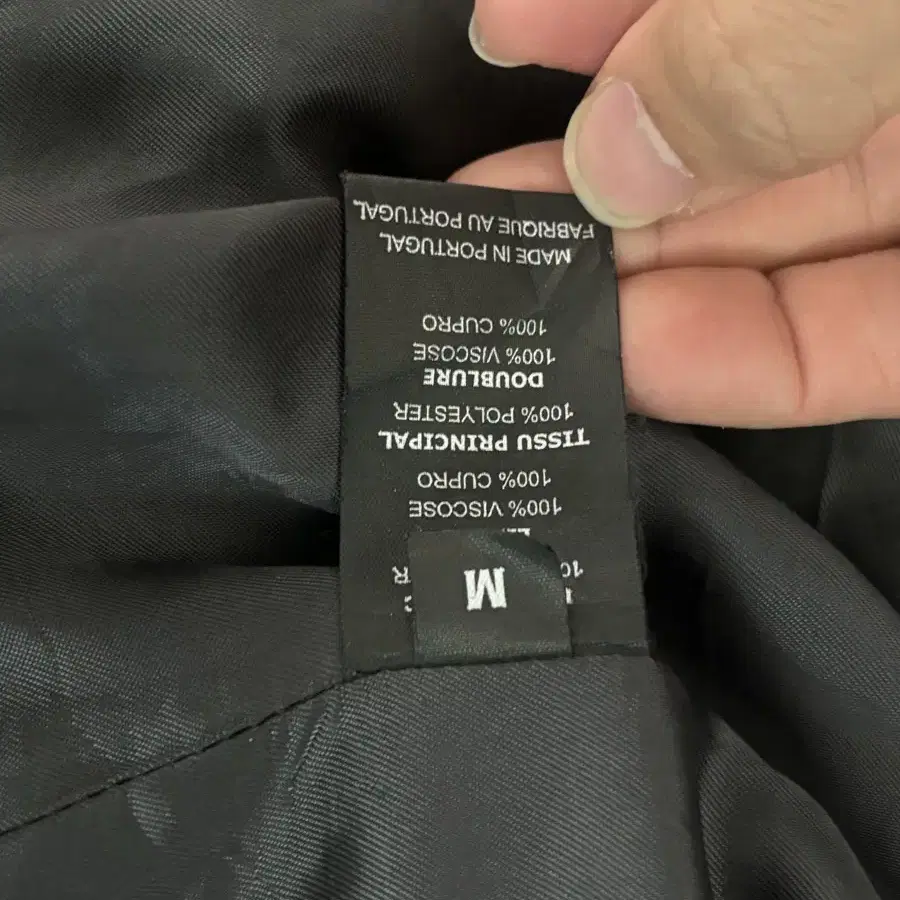 M
100% VISCOSE
100% CUPRO
TISSU PRINCIPAL
100% POLYESTER
DOUBLURE
100% VISCOSE
100% CUPRO
MADE IN PORTUGAL
FABRIQUE AU PORTUGAL